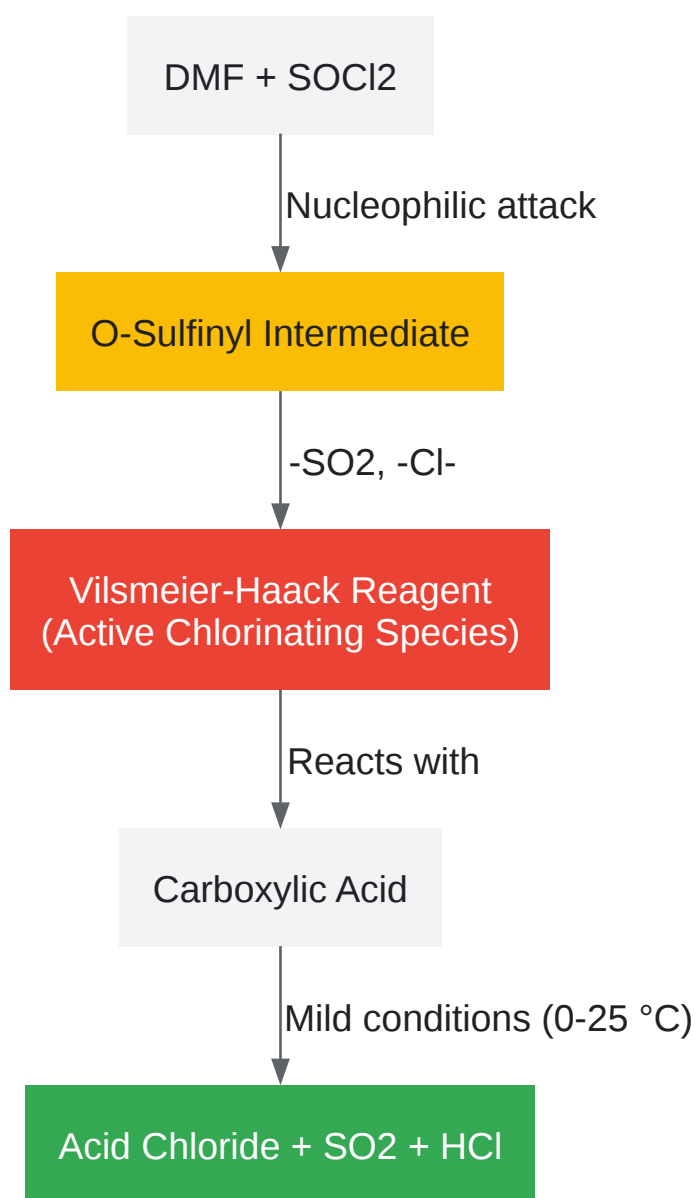 DMF + SOCl2
Nucleophilic attack
O-Sulfinyl Intermediate
-SO2, -Cl-
Vilsmeier-Haack Reagent
(Active Chlorinating Species)
Reacts with
Carboxylic Acid
Mild conditions (0-25 °C)
Acid Chloride + SO2 + HCl